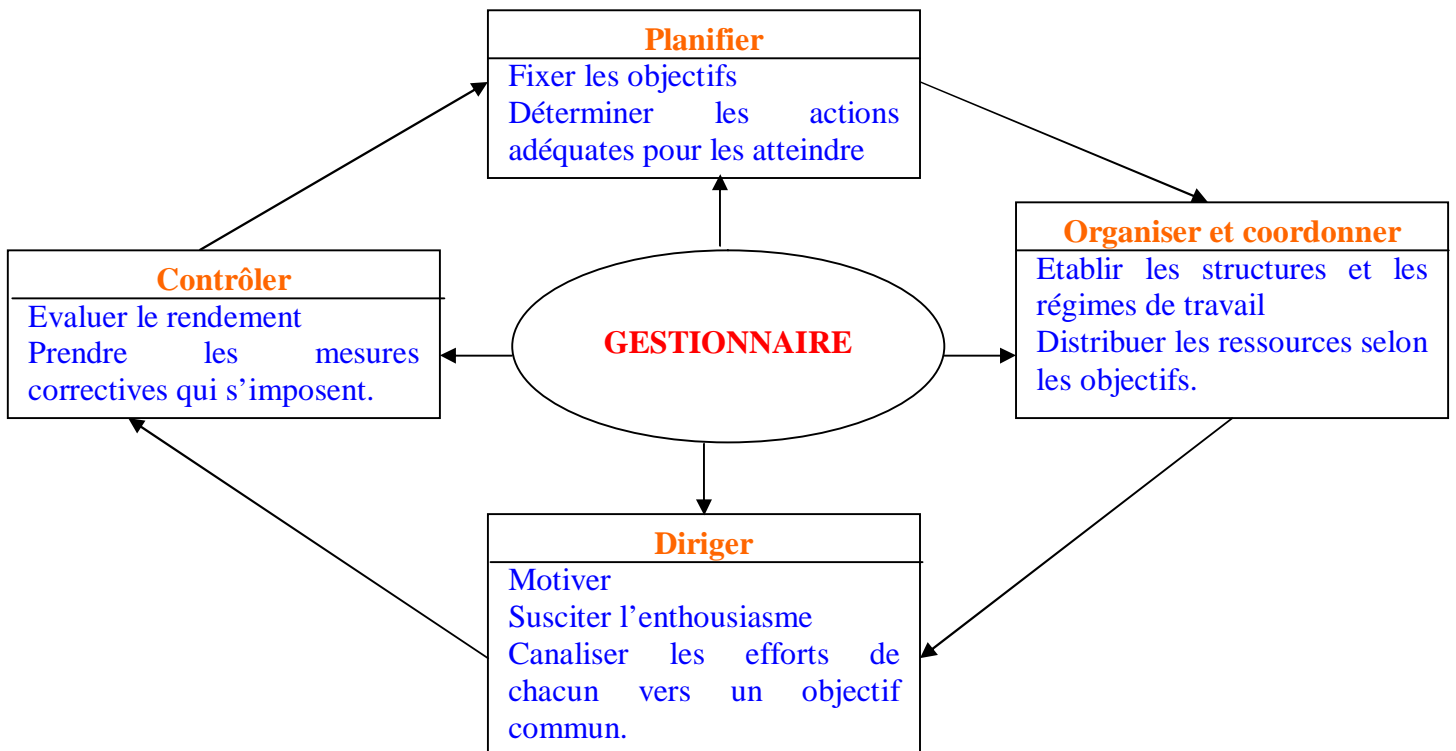 Planifier
Fixer les objectifs
Déterminer les actions
adéquates pour les atteindre
Organiser et coordonner
Etablir les structures et les
régimes de travail
Distribuer les ressources selon
les objectifs.
Contrôler
Evaluer le rendement
Prendre les mesures
correctives qui s’imposent.
GESTIONNAIRE
Diriger
Motiver
Susciter l’enthousiasme
Canaliser les efforts de
chacun vers un objectif
commun.